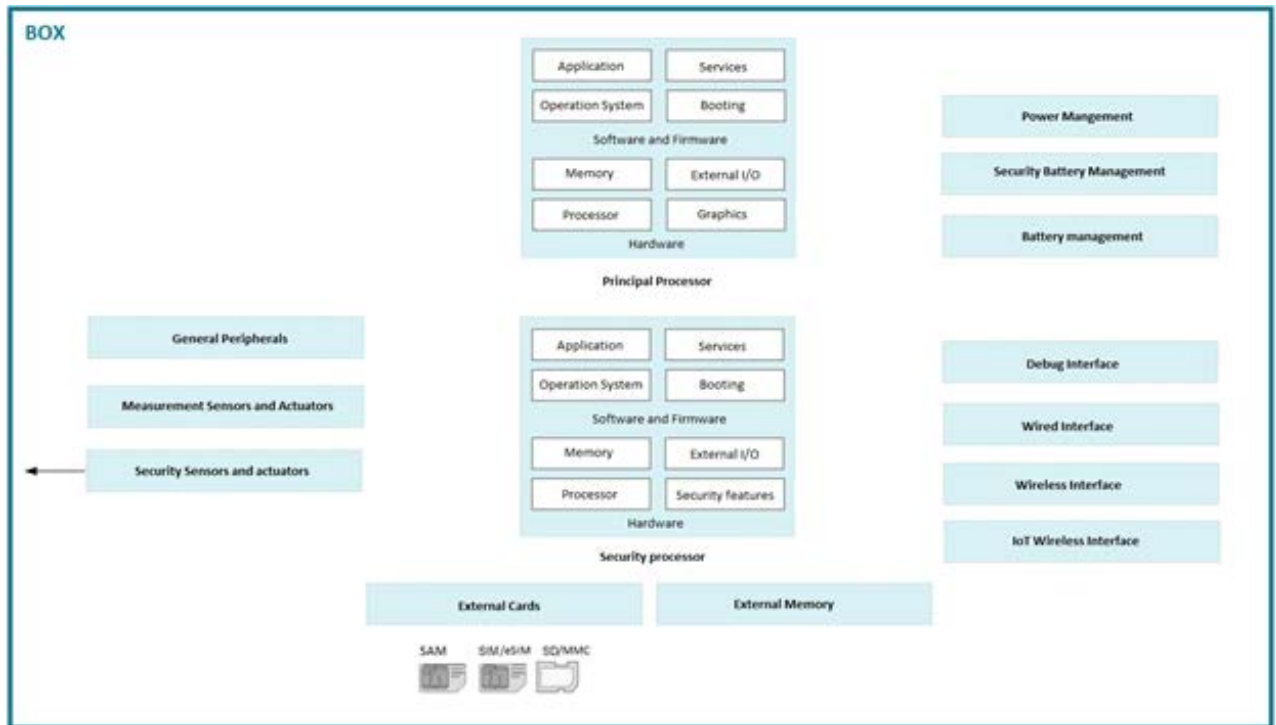 BOX
Application
Services
Operation System
Booting
Software and Firmware
Memory
External I/O
Processor
Graphics
Hardware
Principal Processor
Power Mangement
Security Battery Management
Battery management
General Peripherals
Measurement Sensors and Actuators
Security Sensors and actuators
Application
Services
Operation System
Booting
Software and Firmware
Memory
External I/O
Processor
Security features
Hardware
Security processor
Debug Interface
Wired Interface
Wireless Interface
IoT Wireless Interface
External Cards
External Memory
SAM
SIM/eSIM
SD/MMC